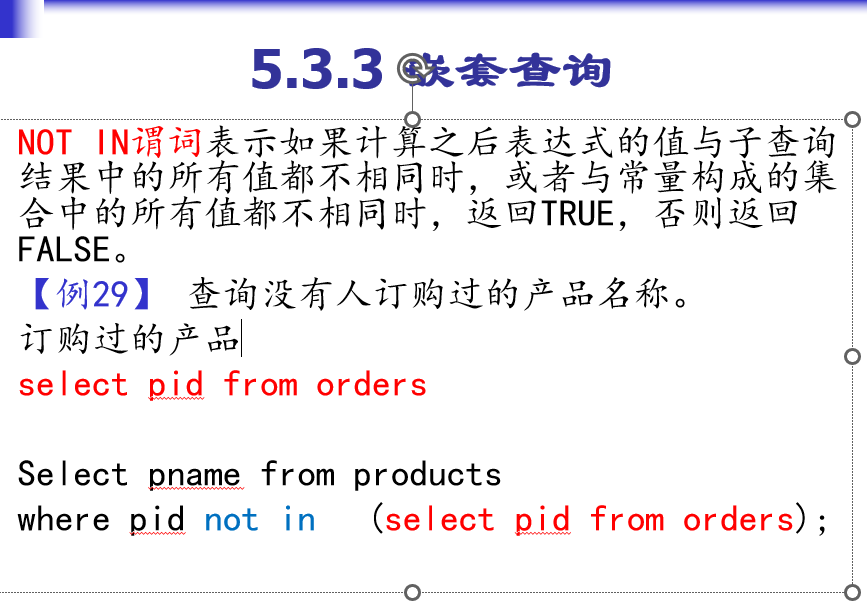 5.3.3 嵌套查询
NOT IN谓词表示如果计算之后表达式的值与子查询
结果中的所有值都不相同时，或者与常量构成的集
合中的所有值都不相同时，返回TRUE，否则返回
FALSE。
【例29】 查询没有人订购过的产品名称。
订购过的产品
select pid from orders
Select pname from products
where pid not in （select pid from orders);